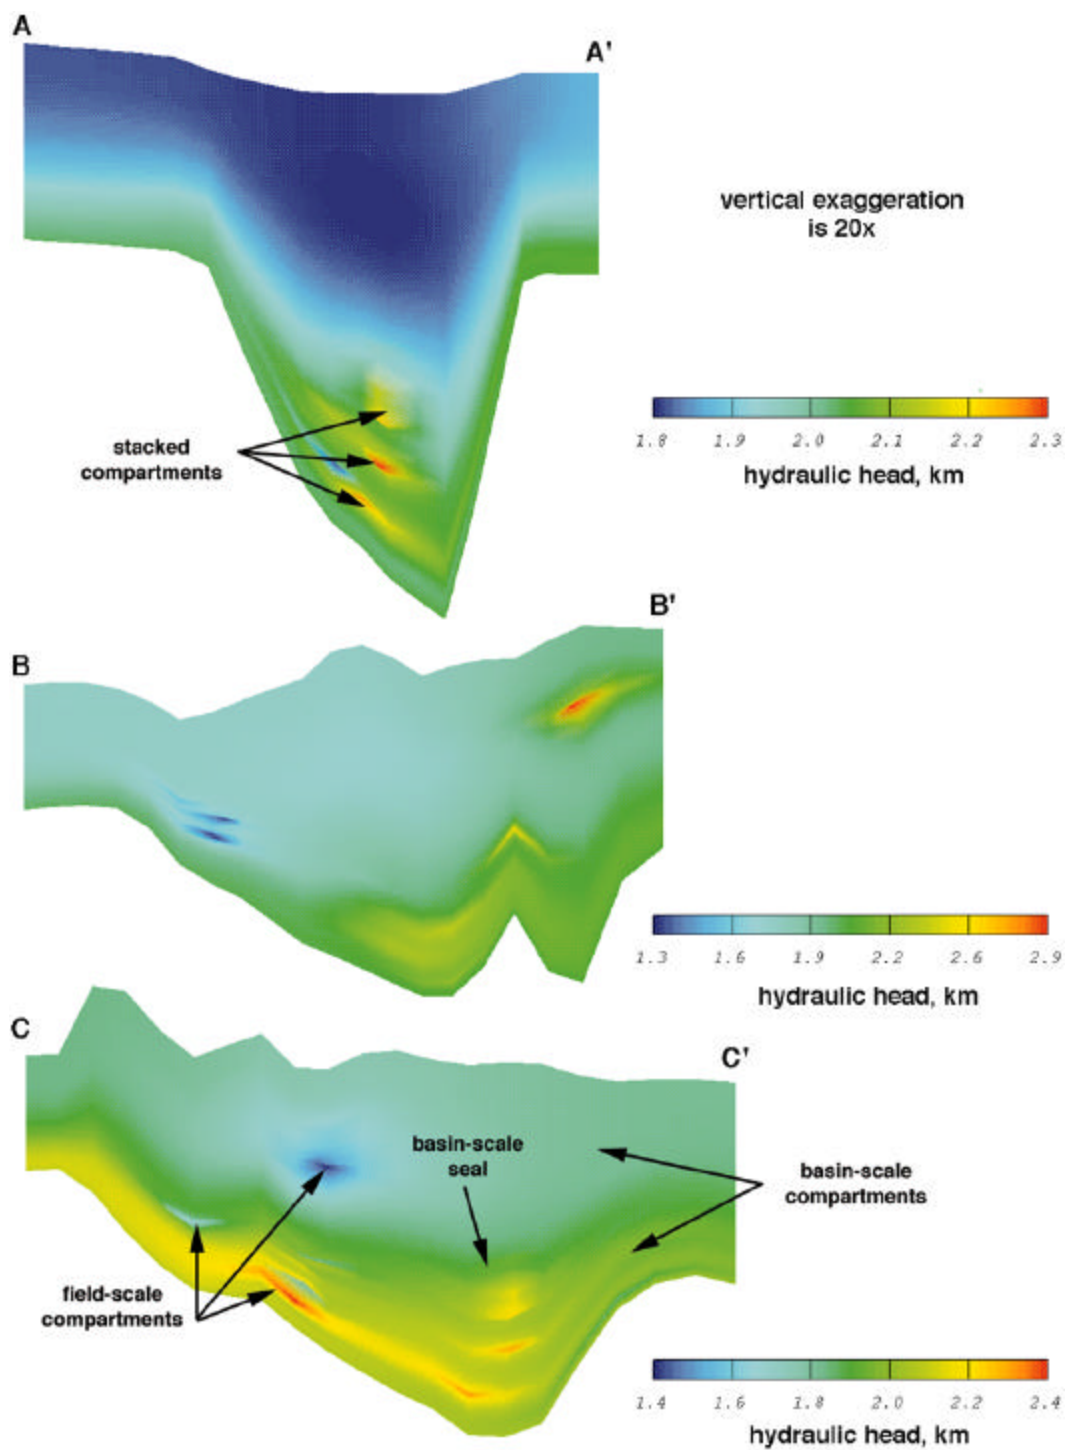 A
A'
vertical exaggeration
is 20x
1.8 1.9 2.0 2.1 2.2 2.3
hydraulic head, km
stacked
compartments
B'
B
1.3 1.6 1.9 2.2 2.6 2.9
hydraulic head, km
C
C'
basin-scale
seal
basin-scale
compartments
field-scale
compartments
1.4 1.6 1.8 2.0 2.2 2.4
hydraulic head, km